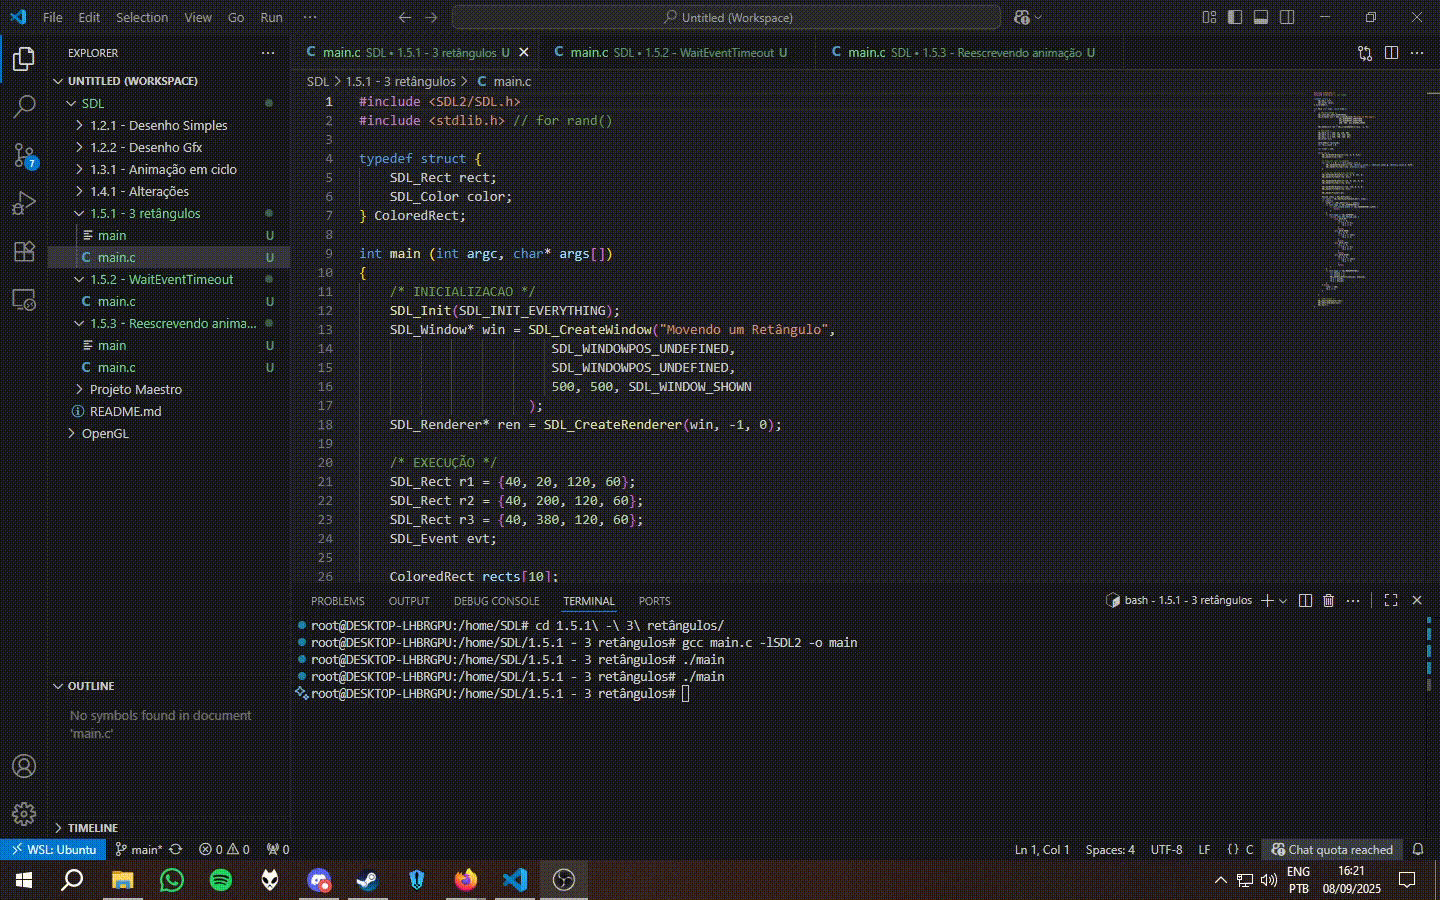 File Edit Selection View Go Run ··· Untitled (Workspace)
EXPLORER ···
UNTITLED (WORKSPACE)
SDL
1.2.1 - Desenho Simples
1.2.2 - Desenho Gfx
1.3.1 - Animação em ciclo
1.4.1 - Alterações
1.5.1 - 3 retângulos
main U
C main.c U
1.5.2 - WaitEventTimeout
C main.c U
1.5.3 - Reescrevendo anima...
main U
C main.c U
Projeto Maestro
README.md
OpenGL
OUTLINE
No symbols found in document
'main.c'
TIMELINE
C main.c SDL • 1.5.1 - 3 retângulos U
C main.c SDL • 1.5.2 - WaitEventTimeout U
C main.c SDL • 1.5.3 - Reescrevendo animação U
SDL > 1.5.1 - 3 retângulos > C main.c
1 #include <SDL2/SDL.h>
2 #include <stdlib.h> // for rand()
3
4 typedef struct {
5 SDL_Rect rect;
6 SDL_Color color;
7 } ColoredRect;
8
9 int main (int argc, char* args[])
10 {
11 /* INICIALIZACAO */
12 SDL_Init(SDL_INIT_EVERYTHING);
13 SDL_Window* win = SDL_CreateWindow("Movendo um Retângulo",
14 SDL_WINDOWPOS_UNDEFINED,
15 SDL_WINDOWPOS_UNDEFINED,
16 500, 500, SDL_WINDOW_SHOWN
17 );
18 SDL_Renderer* ren = SDL_CreateRenderer(win, -1, 0);
19
20 /* EXECUÇÃO */
21 SDL_Rect r1 = {40, 20, 120, 60};
22 SDL_Rect r2 = {40, 200, 120, 60};
23 SDL_Rect r3 = {40, 380, 120, 60};
24 SDL_Event evt;
25
26 ColoredRect rects[10];
PROBLEMS OUTPUT DEBUG CONSOLE TERMINAL PORTS bash - 1.5.1 - 3 retângulos
root@DESKTOP-LHBRGPU:/home/SDL# cd 1.5.1\ -\ 3\ retângulos/
root@DESKTOP-LHBRGPU:/home/SDL/1.5.1 - 3 retângulos# gcc main.c -lSDL2 -o main
root@DESKTOP-LHBRGPU:/home/SDL/1.5.1 - 3 retângulos# ./main
root@DESKTOP-LHBRGPU:/home/SDL/1.5.1 - 3 retângulos# ./main
root@DESKTOP-LHBRGPU:/home/SDL/1.5.1 - 3 retângulos#
7
WSL: Ubuntu main* 0 0 0 Ln 1, Col 1 Spaces: 4 UTF-8 LF {} C Chat quota reached
ENG 16:21
PTB 08/09/2025